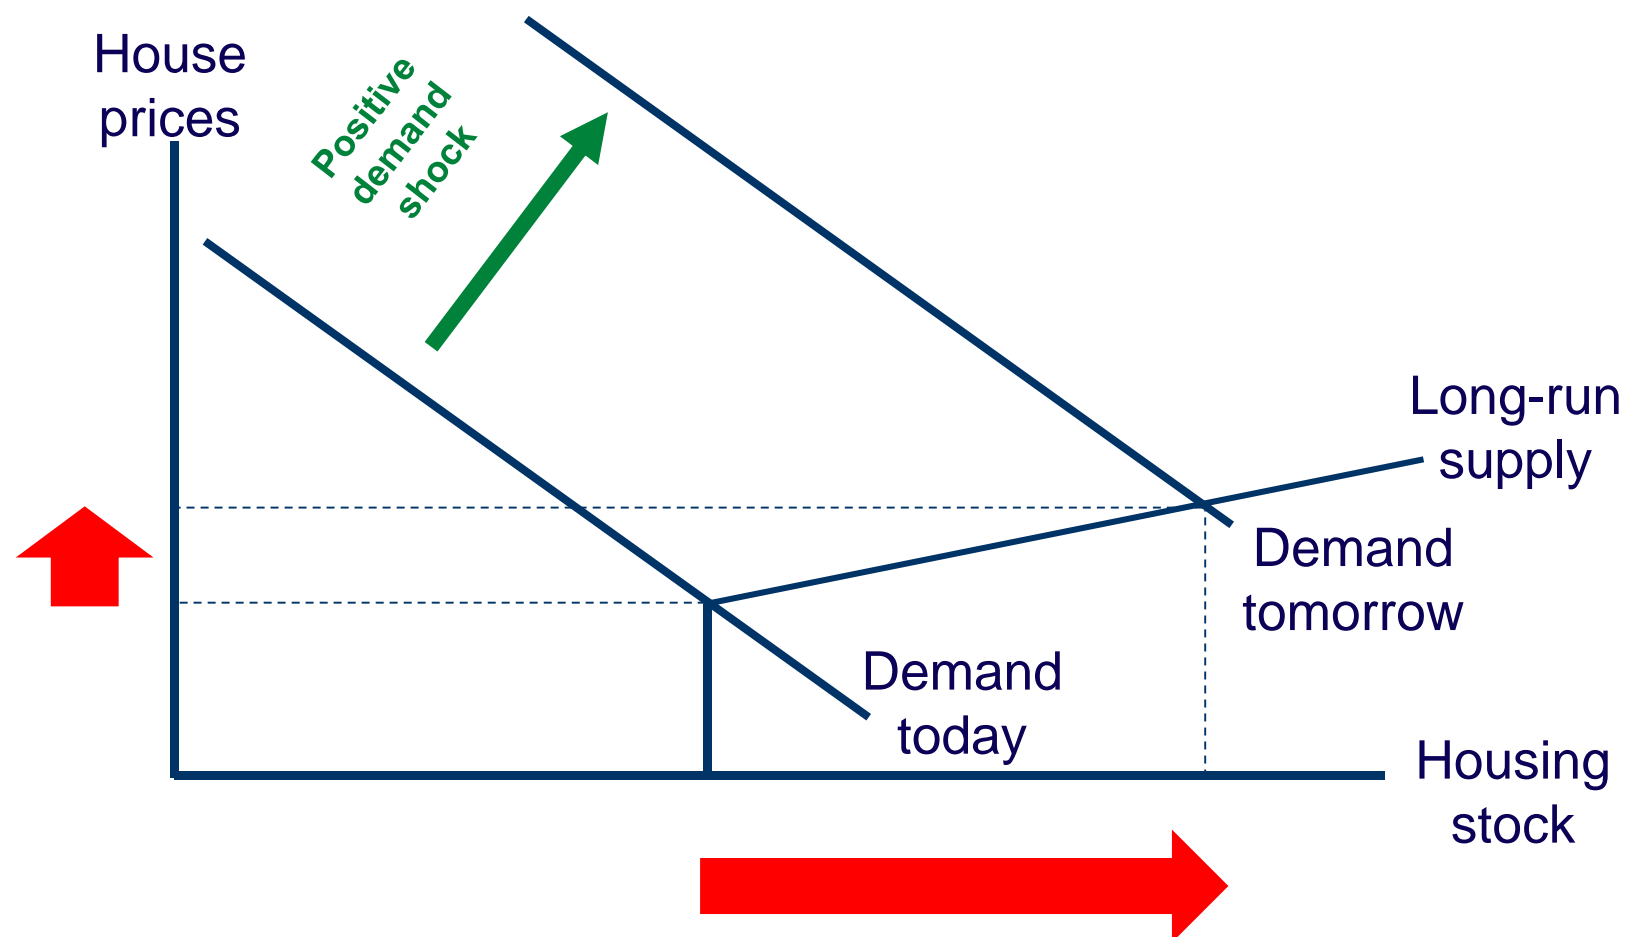 House
prices
Positive
demand
shock
Long-run
supply
Demand
tomorrow
Demand
today
Housing
stock